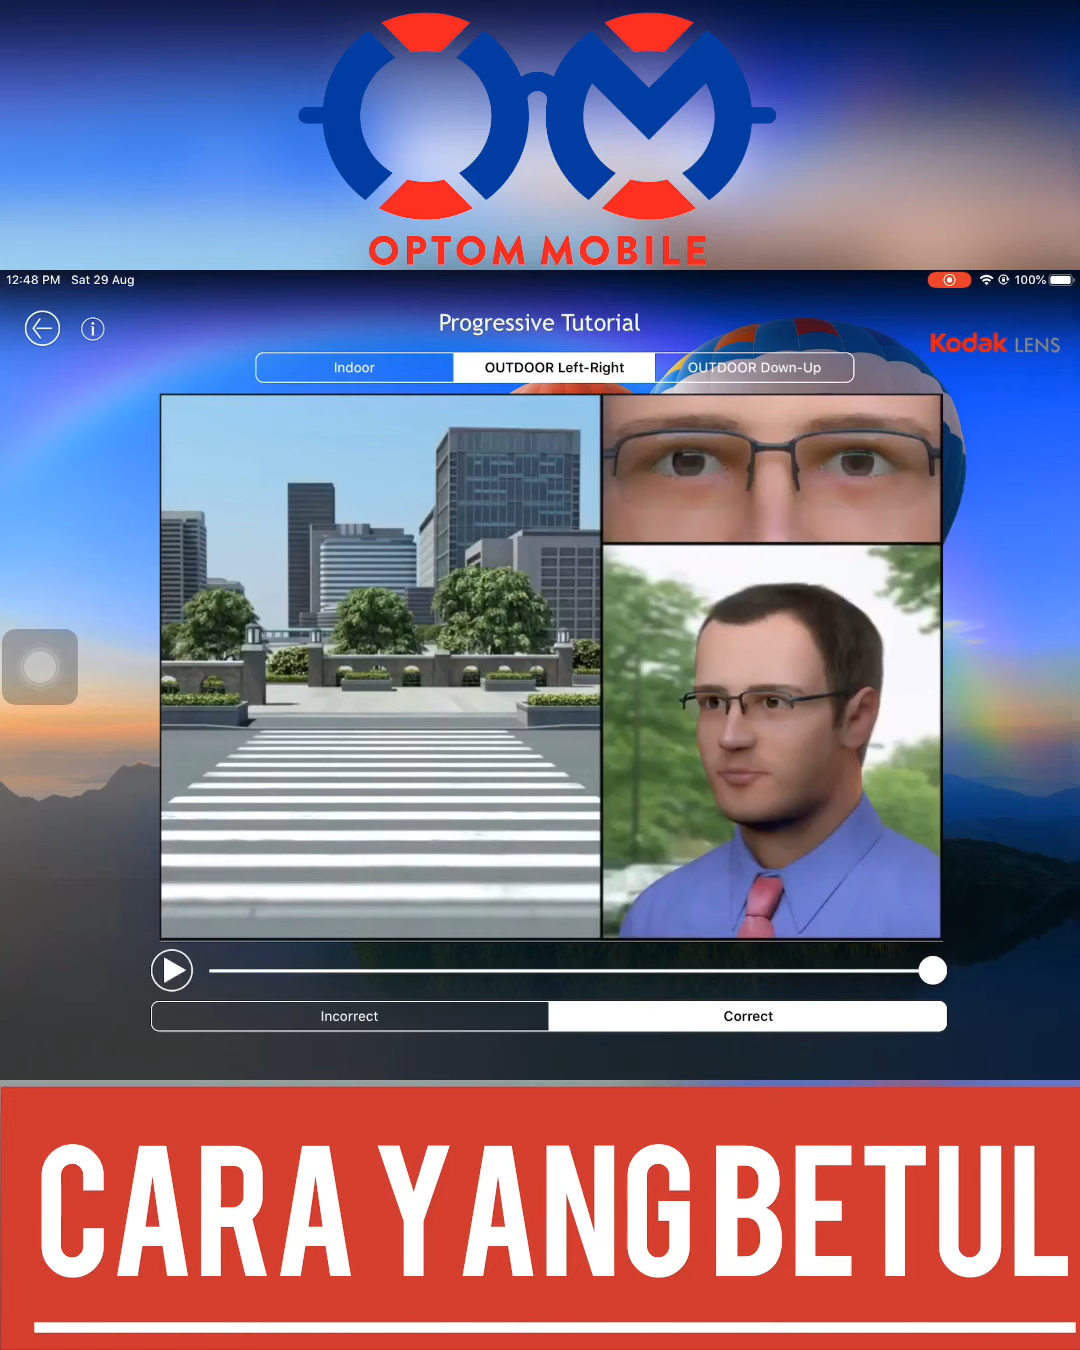 OPTOM MOBILE
12:48 PM Sat 29 Aug
100%
Progressive Tutorial
Kodak LENS
Indoor
OUTDOOR Left-Right
OUTDOOR Down-Up
Incorrect
Correct
CARA YANG BETUL